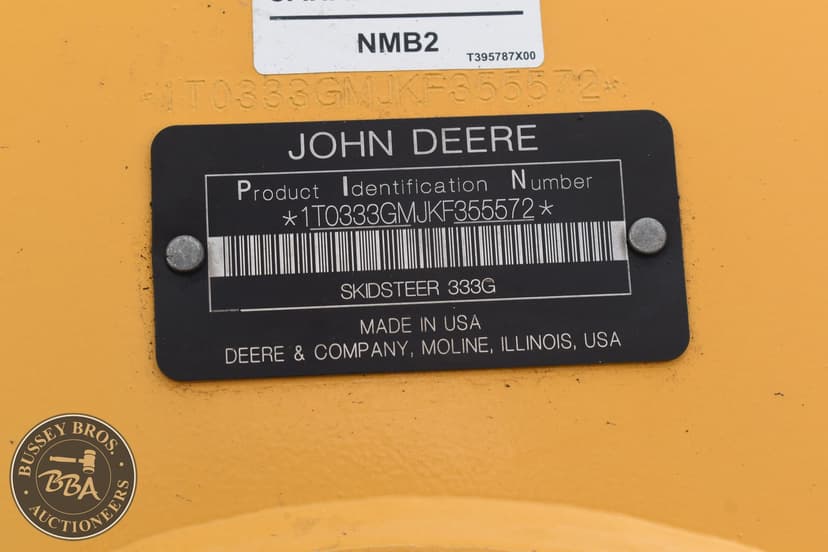 NMB2
T395787X00
*1T0333GMJKF355572*
JOHN DEERE
Product Identification Number
*1T0333GMJKF355572*
SKIDSTEER 333G
MADE IN USA
DEERE & COMPANY, MOLINE, ILLINOIS, USA
BUSSEY BROS.
BBA
AUCTIONEERS